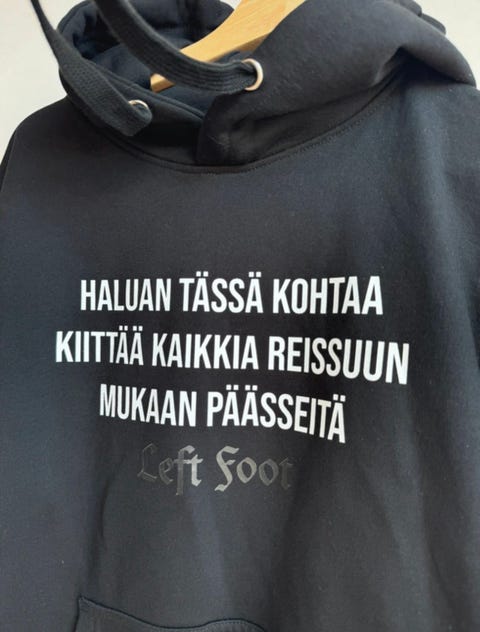 HALUAN TÄSSÄ KOHTAA
KIITTÄÄ KAIKKIA REISSUUN
MUKAAN PÄÄSSEITÄ
Left Foot